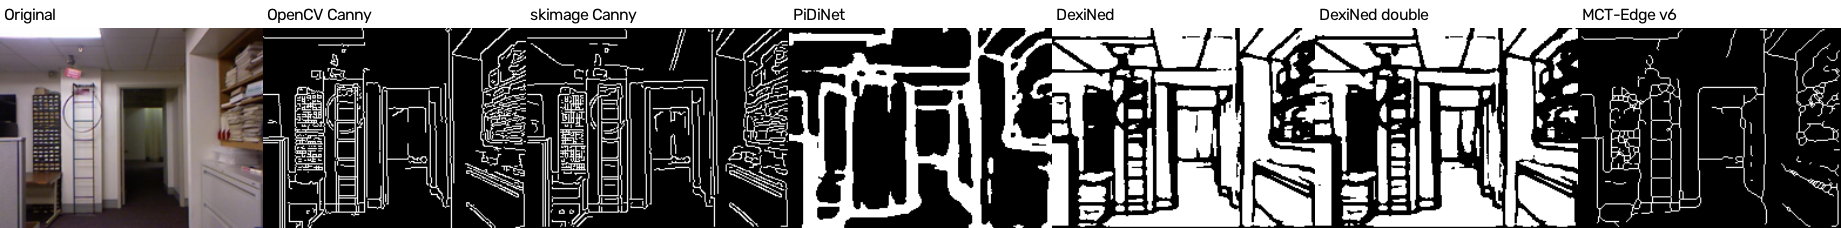 Original
OpenCV Canny
skimage Canny
PiDiNet
DexiNed
DexiNed double
MCT-Edge v6